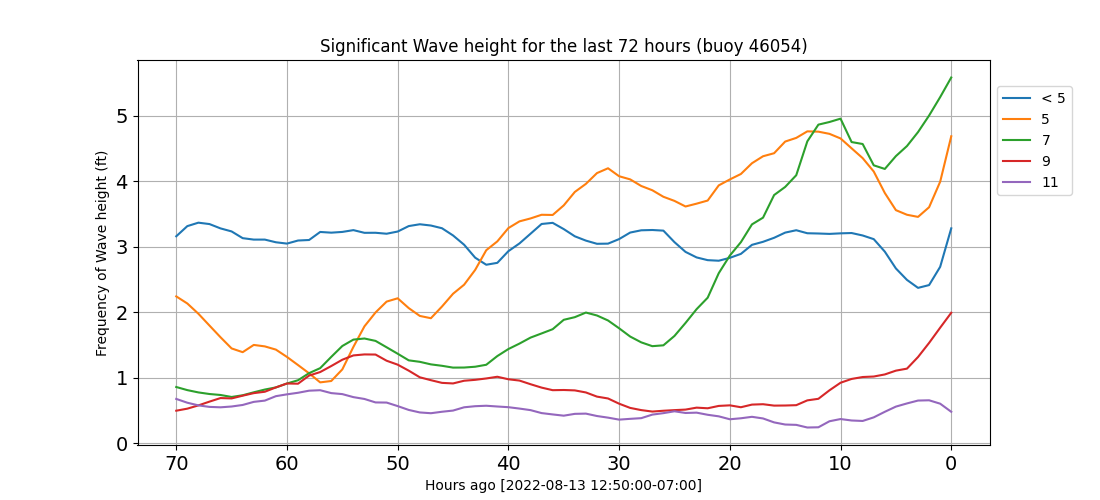 Significant Wave height for the last 72 hours (buoy 46054)
Frequency of Wave height (ft)
5
4
3
2
1
0
70 60 50 40 30 20 10 0
Hours ago [2022-08-13 12:50:00-07:00]
< 5
5
7
9
11